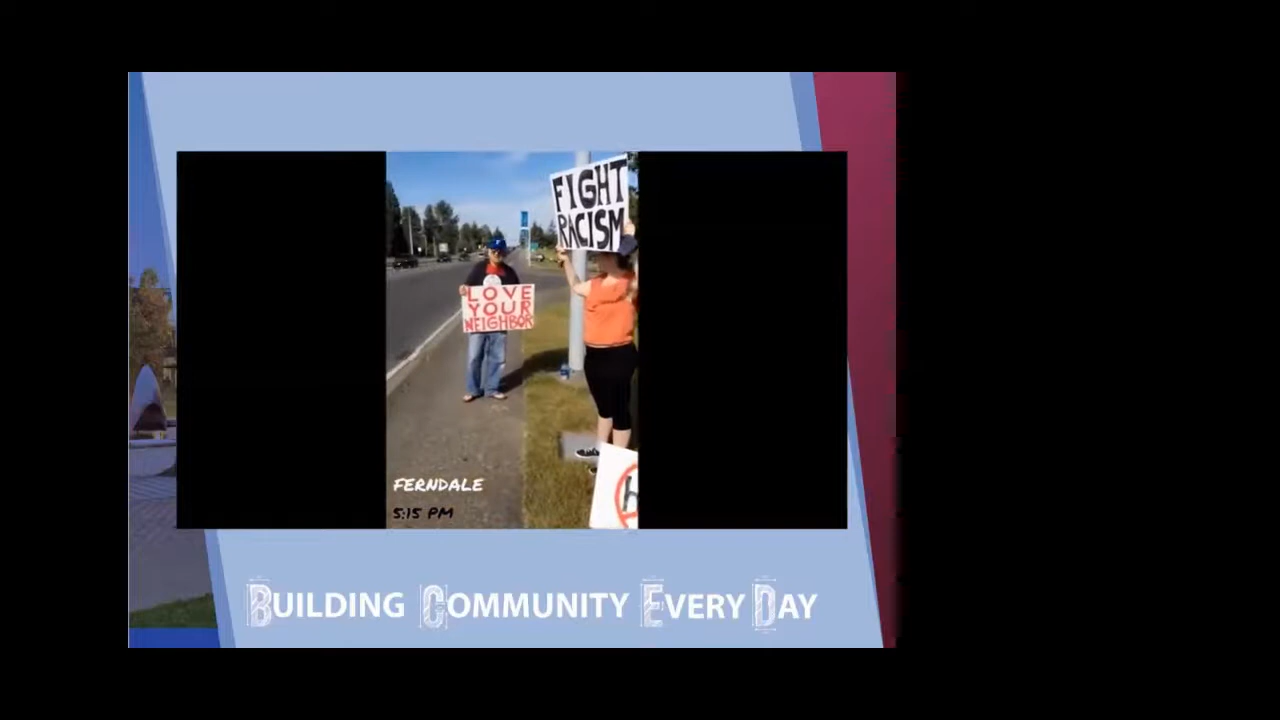 FIGHT
RACISM
LOVE
YOUR
NEIGHBOR
FERNDALE
5:15 PM
BUILDING COMMUNITY EVERY DAY